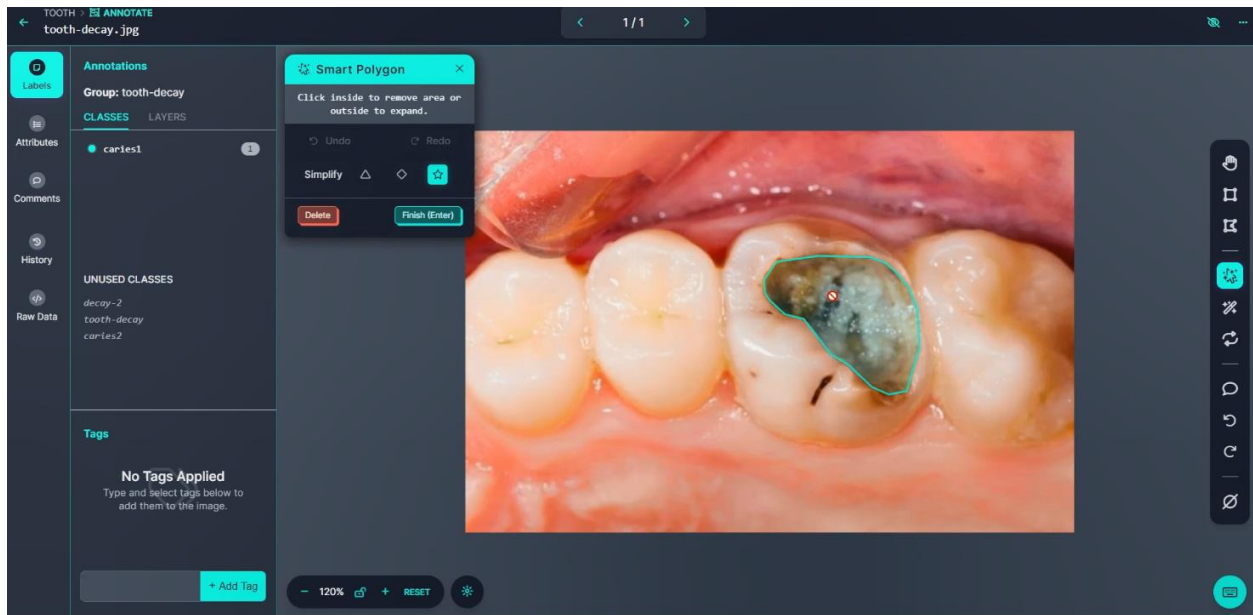 TOOTH > ANNOTATE
tooth-decay.jpg
1 / 1
Labels
Attributes
Comments
History
Raw Data
Annotations
Group: tooth-decay
CLASSES LAYERS
caries1 1
UNUSED CLASSES
decay-2
tooth-decay
caries2
Tags
No Tags Applied
Type and select tags below to
add them to the image.
+ Add Tag
Smart Polygon
Click inside to remove area or
outside to expand.
Undo Redo
Simplify
Delete Finish (Enter)
120% RESET